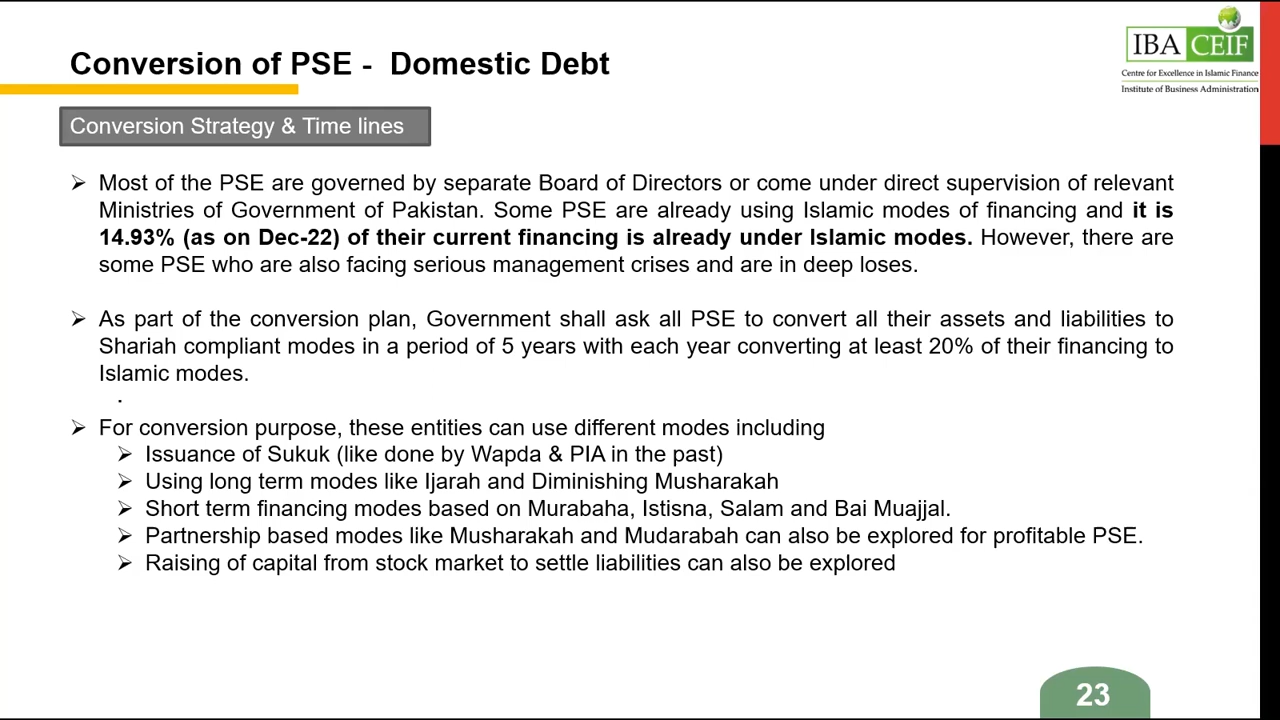 Conversion of PSE - Domestic Debt
IBA CEIF
Centre for Excellence in Islamic Finance
Institute of Business Administration
Conversion Strategy & Time lines
➢ Most of the PSE are governed by separate Board of Directors or come under direct supervision of relevant
Ministries of Government of Pakistan. Some PSE are already using Islamic modes of financing and it is
14.93% (as on Dec-22) of their current financing is already under Islamic modes. However, there are
some PSE who are also facing serious management crises and are in deep loses.
➢ As part of the conversion plan, Government shall ask all PSE to convert all their assets and liabilities to
Shariah compliant modes in a period of 5 years with each year converting at least 20% of their financing to
Islamic modes.
.
➢ For conversion purpose, these entities can use different modes including
➢ Issuance of Sukuk (like done by Wapda & PIA in the past)
➢ Using long term modes like Ijarah and Diminishing Musharakah
➢ Short term financing modes based on Murabaha, Istisna, Salam and Bai Muajjal.
➢ Partnership based modes like Musharakah and Mudarabah can also be explored for profitable PSE.
➢ Raising of capital from stock market to settle liabilities can also be explored
23